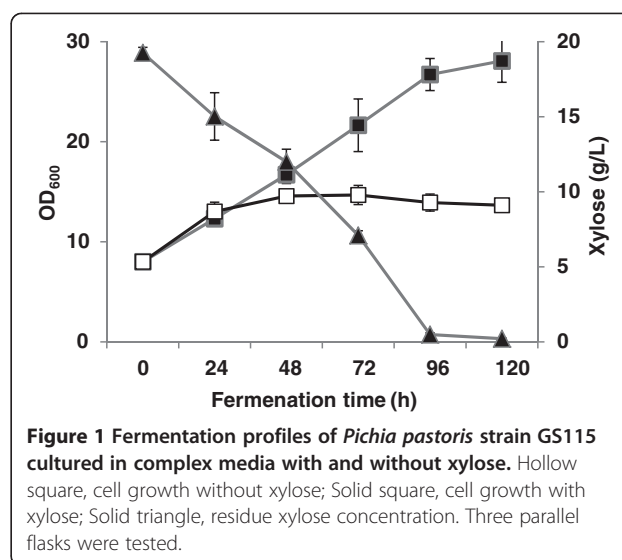 30
20
10
0
OD600
20
15
10
5
0
Xylose (g/L)
0 24 48 72 96 120
Fermenation time (h)
Figure 1 Fermentation profiles of Pichia pastoris strain GS115
cultured in complex media with and without xylose. Hollow
square, cell growth without xylose; Solid square, cell growth with
xylose; Solid triangle, residue xylose concentration. Three parallel
flasks were tested.